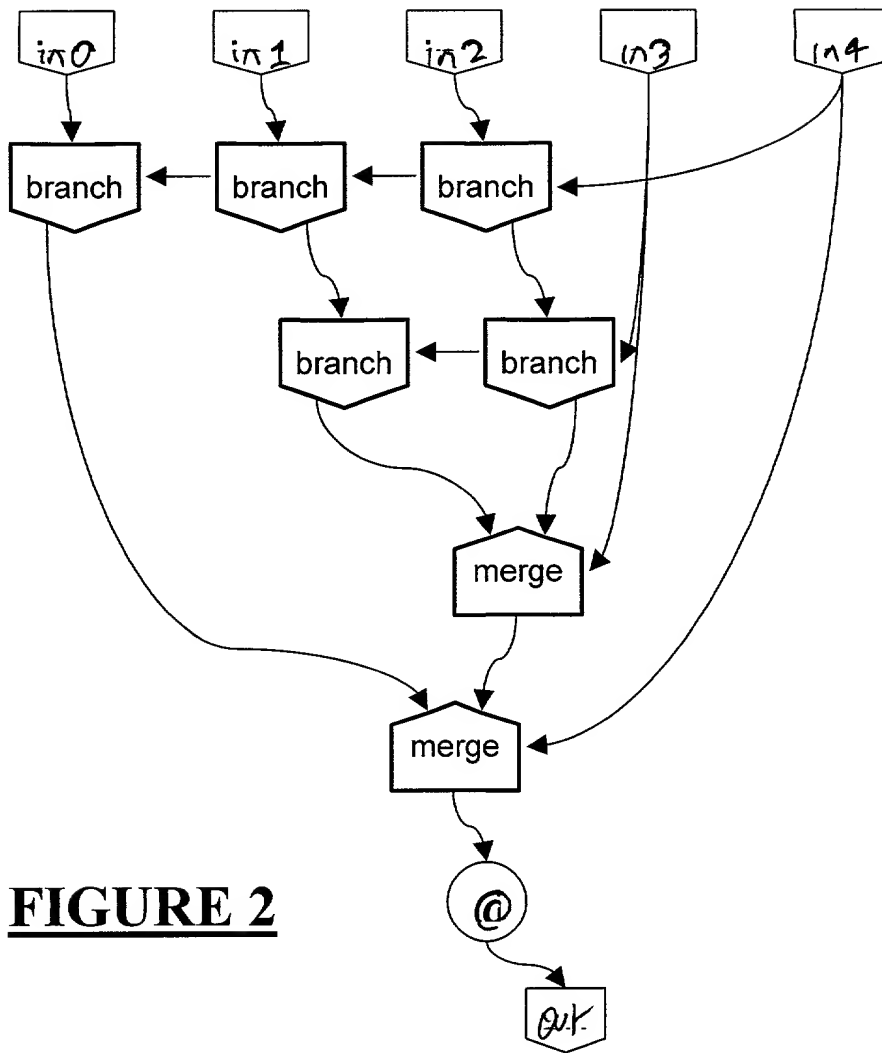 in0 in1 in2 in3 in4
branch branch branch
branch branch
merge
merge
@
FIGURE 2
out